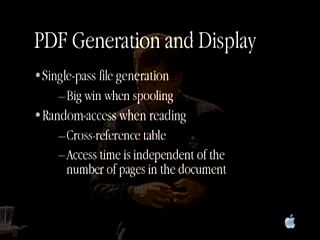 PDF Generation and Display
•Single-pass file generation
–Big win when spooling
•Random-access when reading
–Cross-reference table
–Access time is independent of the
number of pages in the document